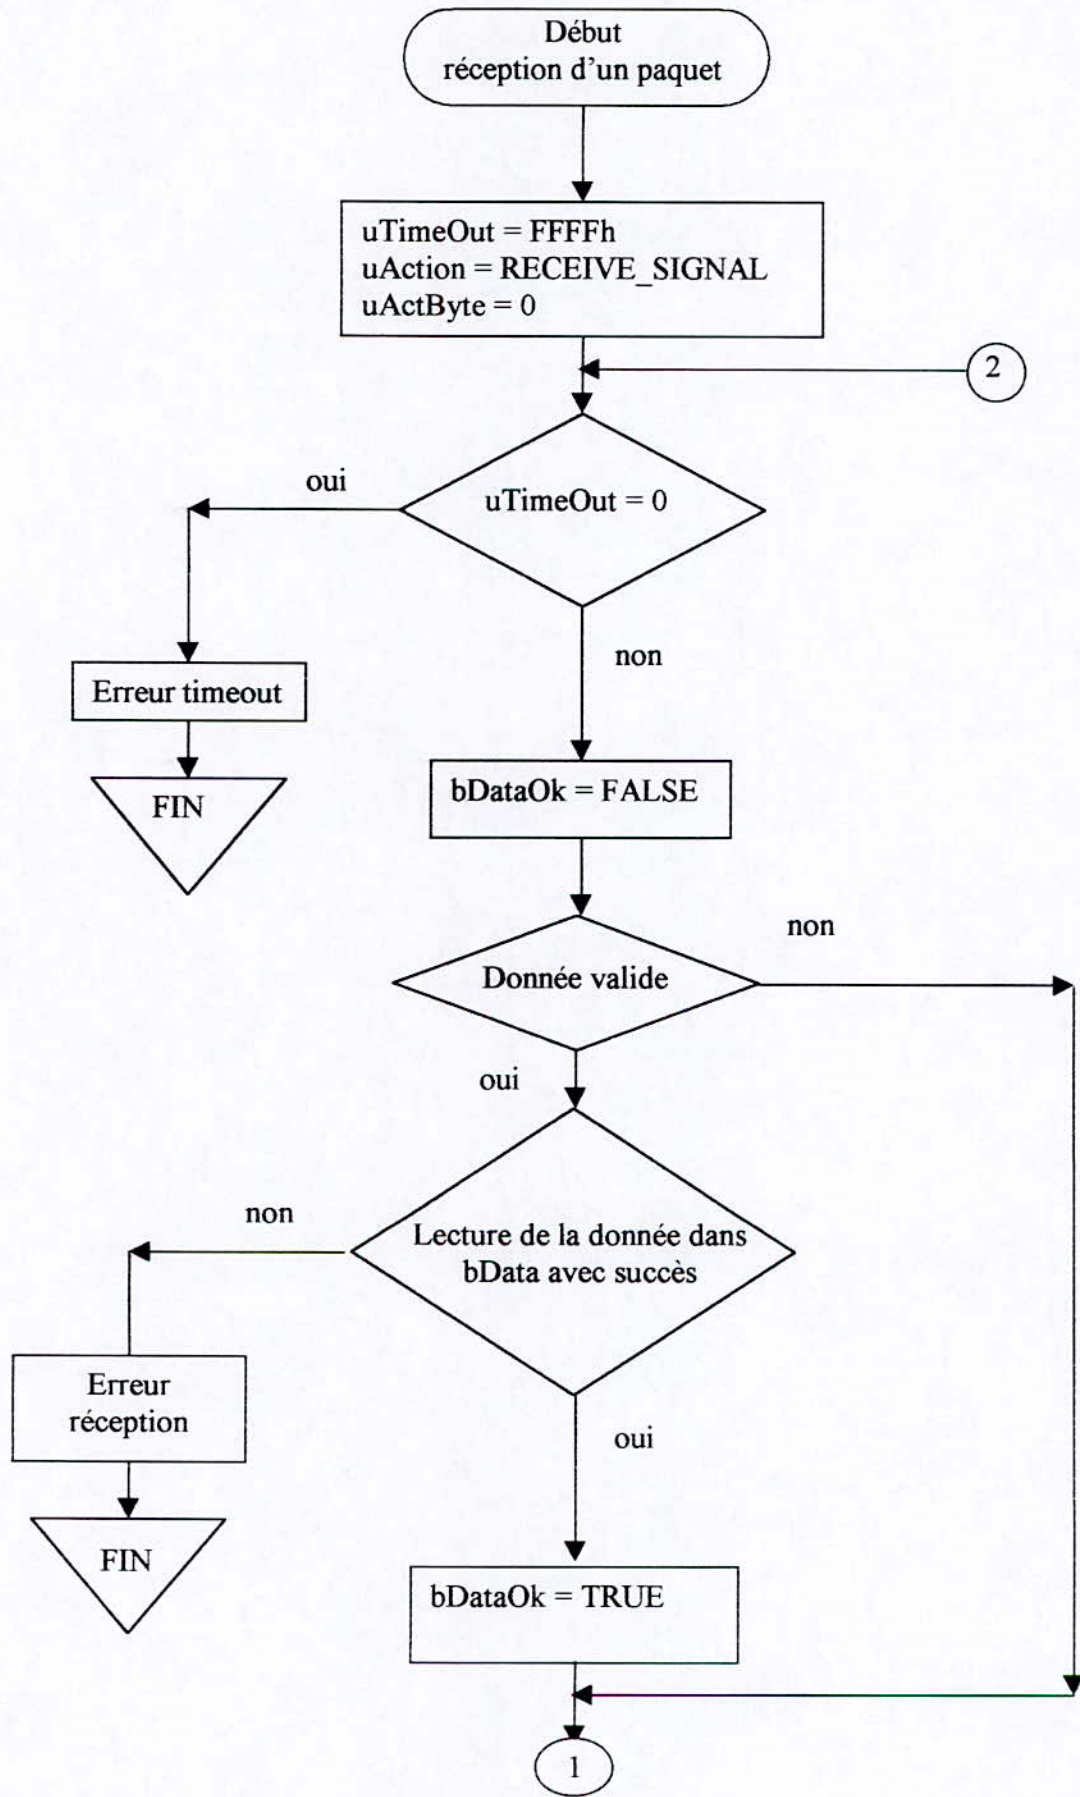 Début
réception d'un paquet
uTimeOut = FFFFh
uAction = RECEIVE_SIGNAL
uActByte = 0
2
oui
uTimeOut = 0
non
Erreur timeout
FIN
bDataOk = FALSE
non
Donnée valide
oui
non
Lecture de la donnée dans
bData avec succès
Erreur
réception
oui
FIN
bDataOk = TRUE
1